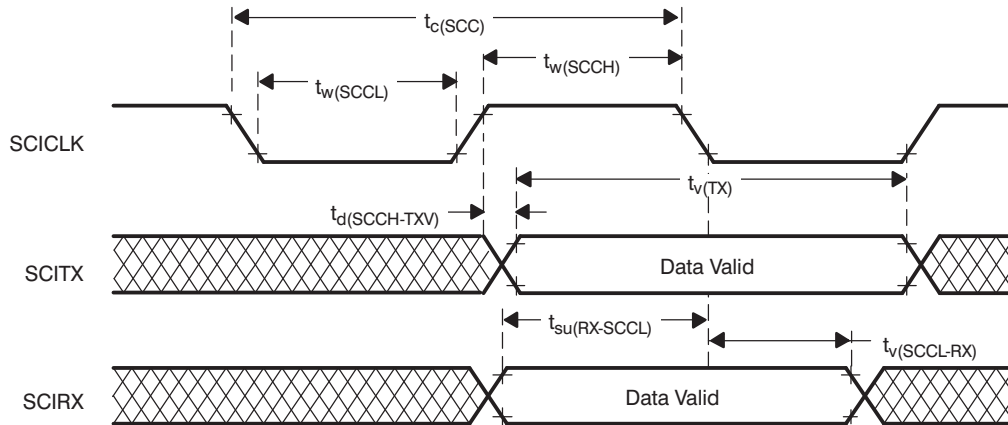 tc(SCC)
tw(SCCH)
tw(SCCL)
SCICLK
tv(TX)
td(SCCH-TXV)
SCITX
Data Valid
tsu(RX-SCCL)
tv(SCCL-RX)
SCIRX
Data Valid